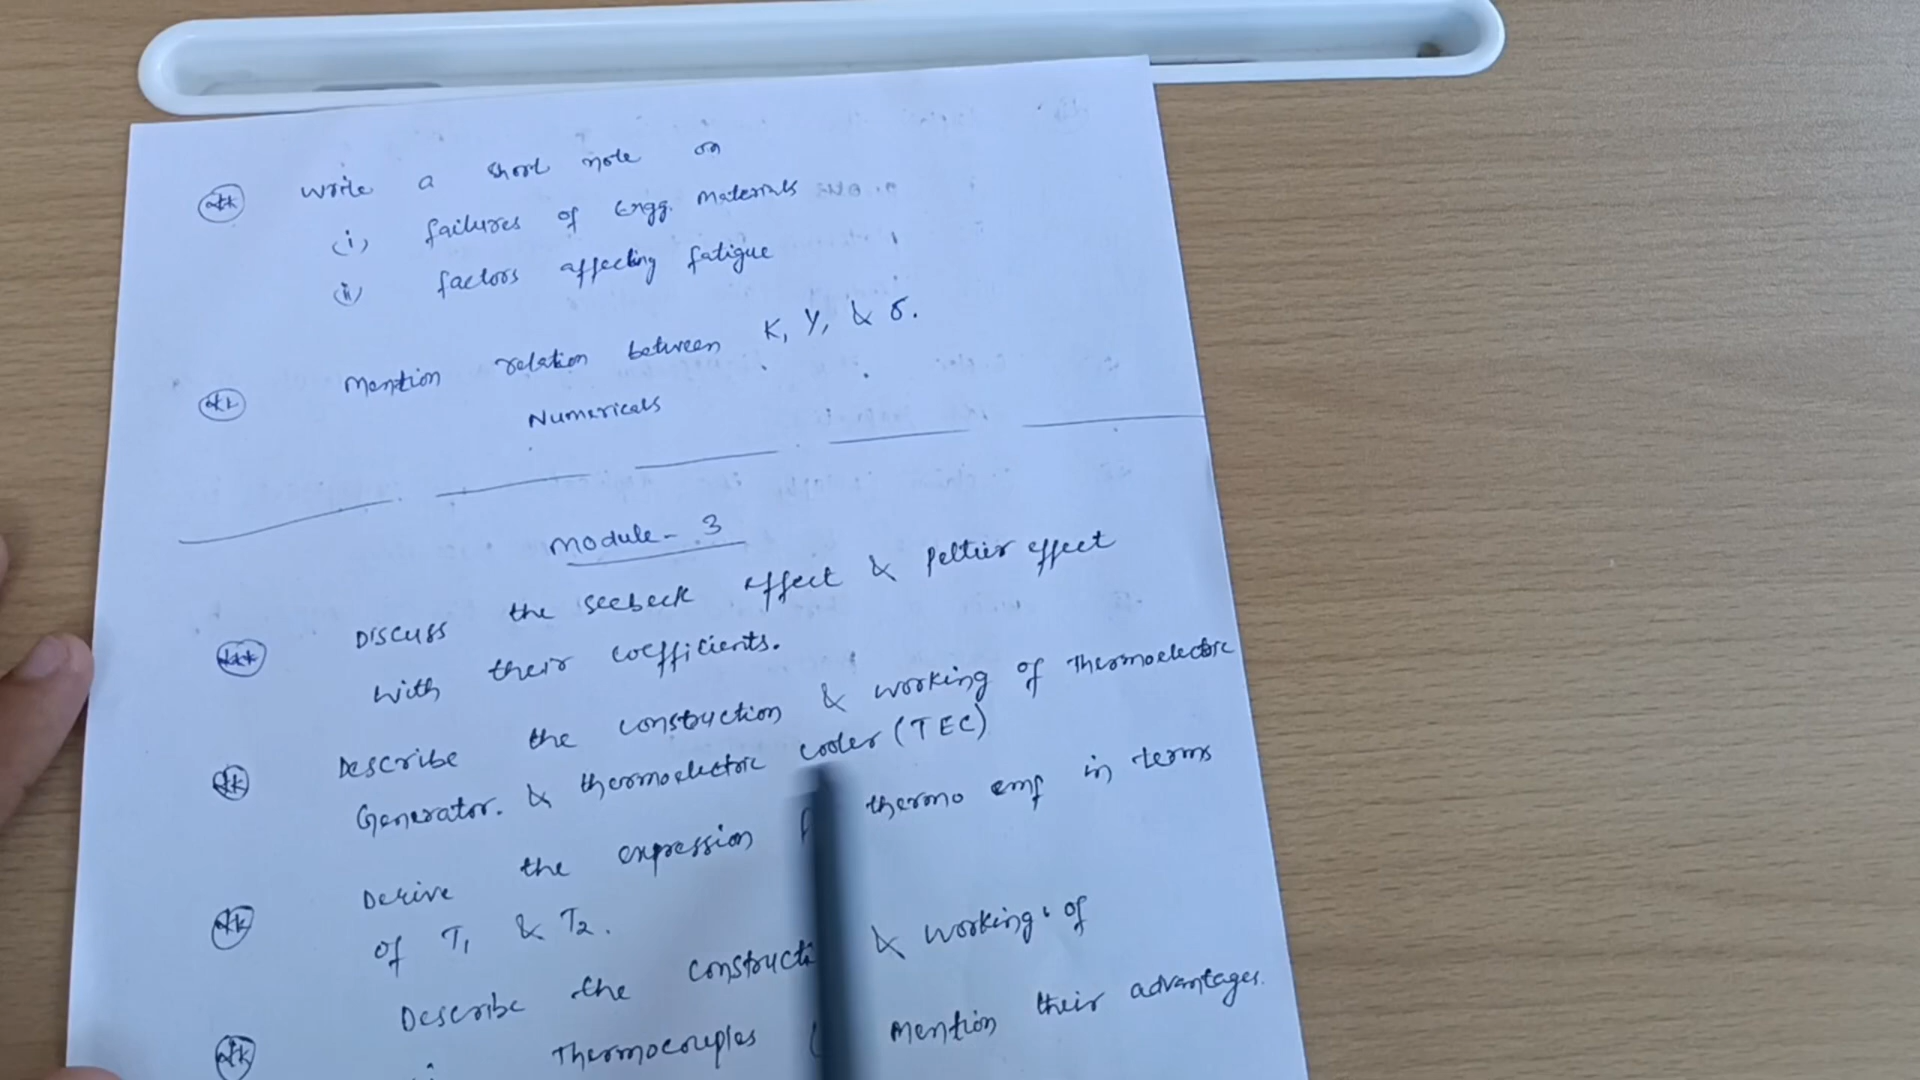 write a short note on
(i) failures of Engg. Materials
(ii) factors affecting fatigue
Mention relation between K, Y, & σ.
Numericals
Module - 3
Discuss the seebeck effect & Peltier effect
with their coefficients.
Describe the construction & working of Thermoelectric
Generator. & thermoelectric cooler (TEC)
Derive the expression thermo emf in terms
of T1 & T2.
Describe the constructi & working of
Thermocouples Mention their advantages.